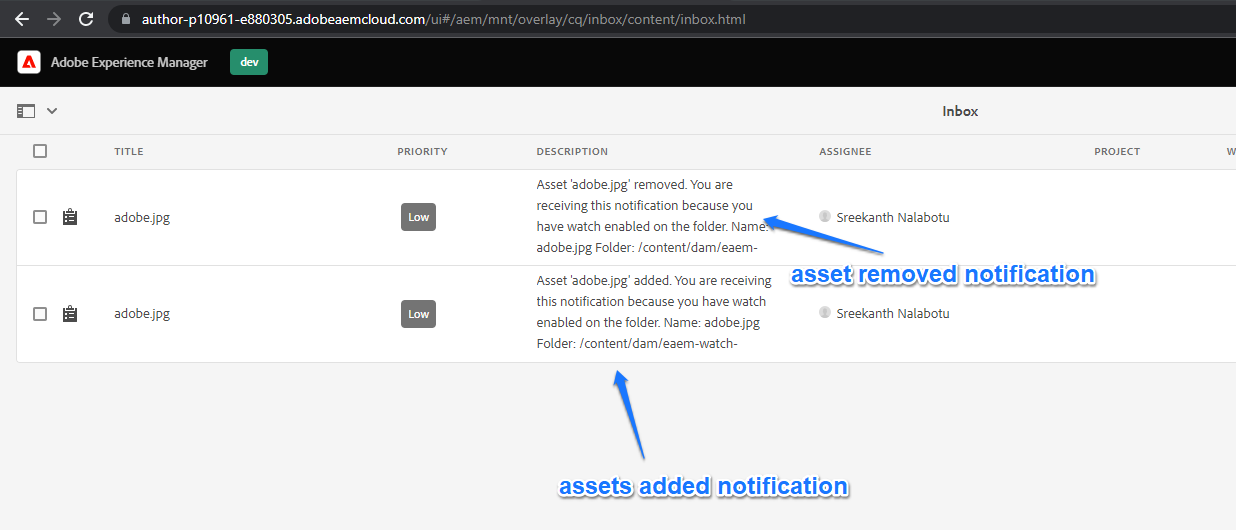 author-p10961-e880305.adobeaemcloud.com/ui#/aem/mnt/overlay/cq/inbox/content/inbox.html
Adobe Experience Manager dev
Inbox
TITLE PRIORITY DESCRIPTION ASSIGNEE PROJECT W
adobe.jpg Low
Asset 'adobe.jpg' removed. You are
receiving this notification because you
have watch enabled on the folder. Name:
adobe.jpg Folder: /content/dam/eaem-
Sreekanth Nalabotu
asset removed notification
adobe.jpg Low
Asset 'adobe.jpg' added. You are receiving
this notification because you have watch
enabled on the folder. Name: adobe.jpg
Folder: /content/dam/eaem-watch-
Sreekanth Nalabotu
assets added notification